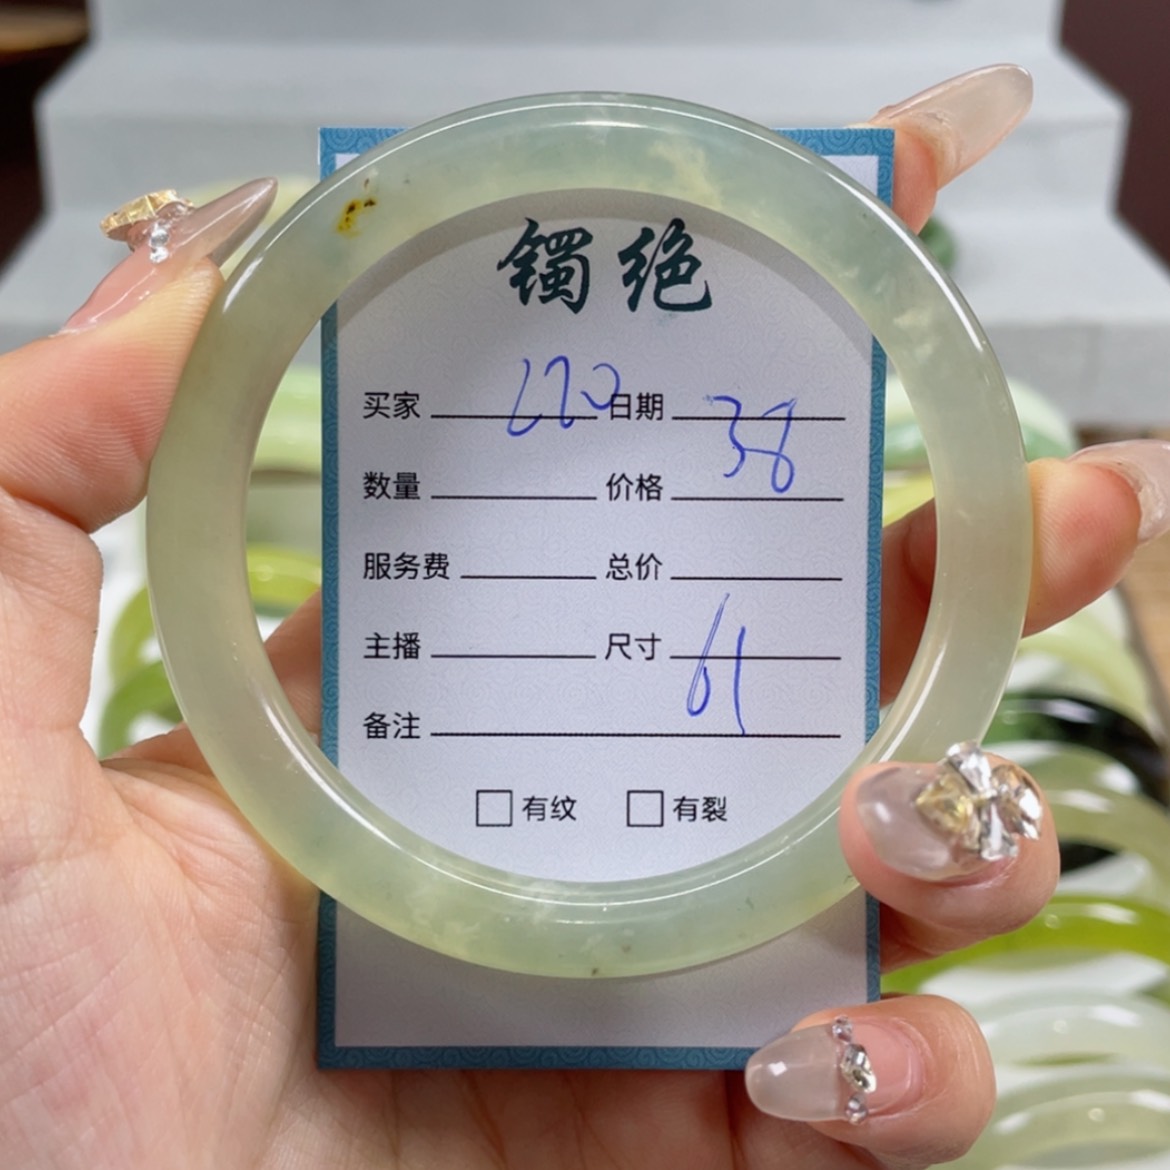 镯绝
买家 日期 38
数量 价格
服务费 总价
主播 尺寸 61
备注
有纹 有裂